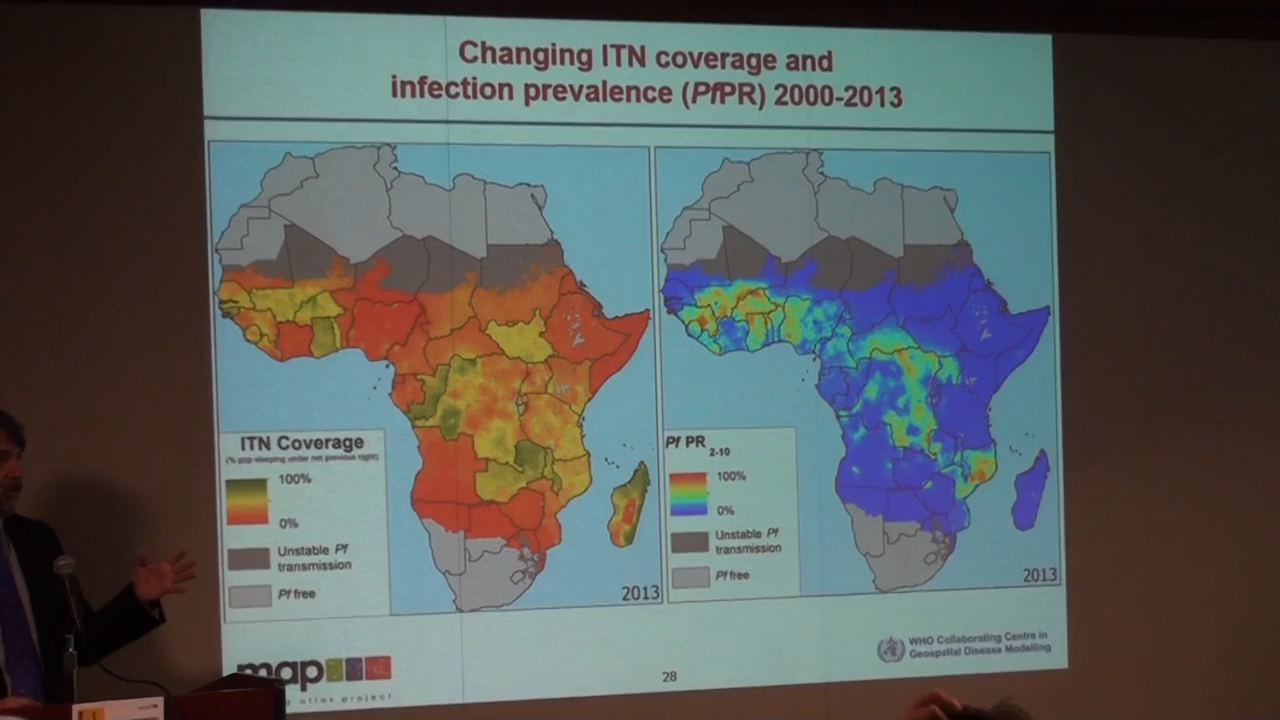 Changing ITN coverage and
infection prevalence (PfPR) 2000-2013
ITN Coverage
(% pop sleeping under net previous night)
100%
0%
Unstable Pf
transmission
Pf free
2013
Pf PR
2-10
100%
0%
Unstable Pf
transmission
Pf free
2013
map
atlas project
28
WHO Collaborating Centre in
Geospatial Disease Modelling